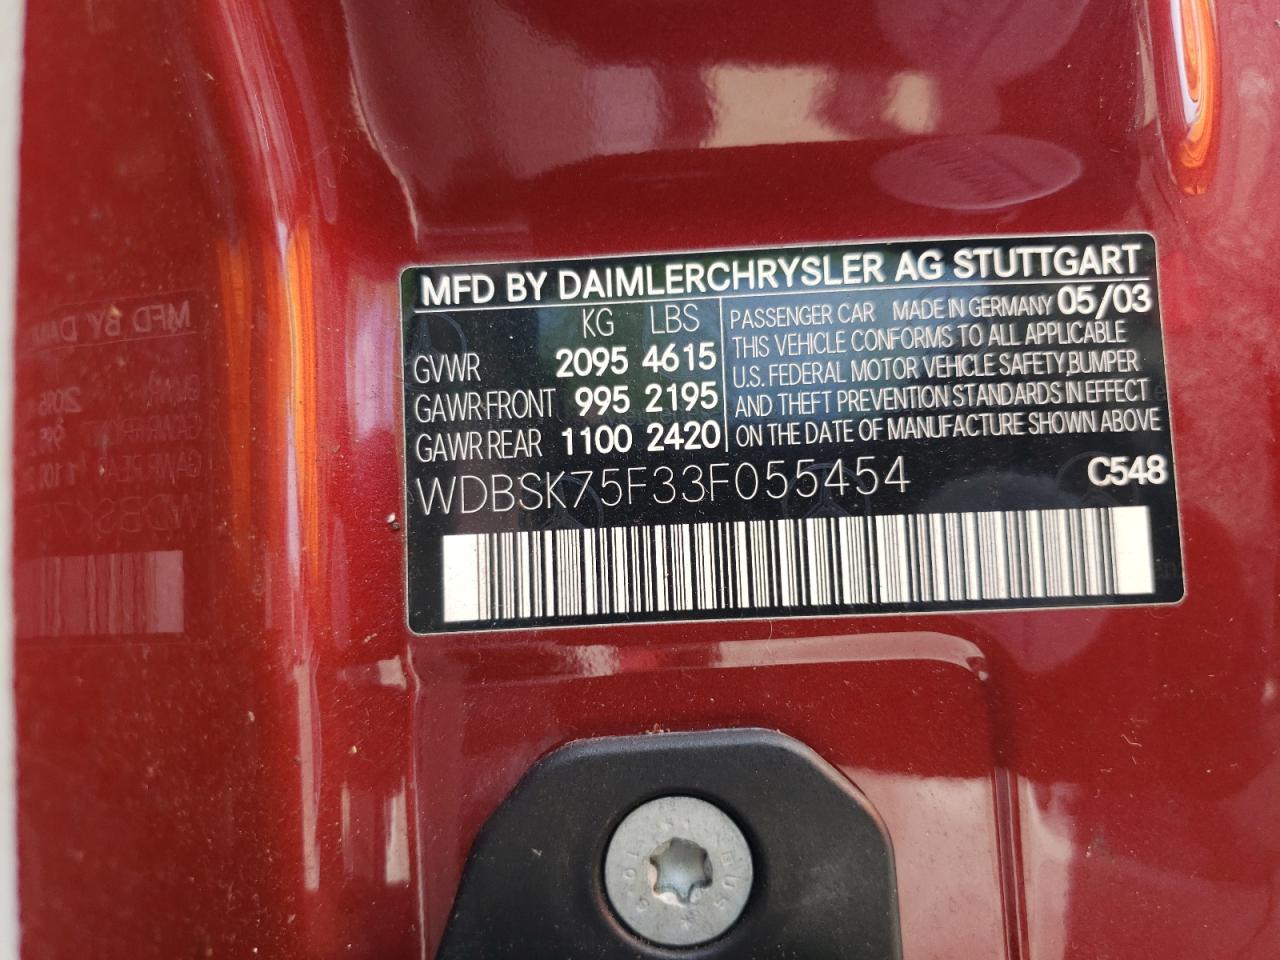 MFD BY DAIMLERCHRYSLER AG STUTTGART
KG LBS
GVWR 2095 4615
GAWR FRONT 995 2195
GAWR REAR 1100 2420
PASSENGER CAR MADE IN GERMANY 05/03
THIS VEHICLE CONFORMS TO ALL APPLICABLE
U.S. FEDERAL MOTOR VEHICLE SAFETY, BUMPER
AND THEFT PREVENTION STANDARDS IN EFFECT
ON THE DATE OF MANUFACTURE SHOWN ABOVE
WDBSK75F33F055454 C548